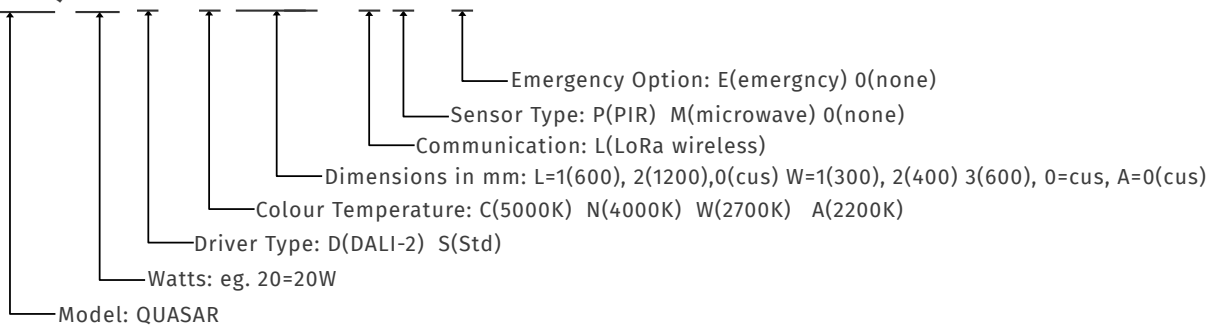 Emergency Option: E(emergncy) 0(none)
Sensor Type: P(PIR) M(microwave) 0(none)
Communication: L(LoRa wireless)
Dimensions in mm: L=1(600), 2(1200),0(cus) W=1(300), 2(400) 3(600), 0=cus, A=0(cus)
Colour Temperature: C(5000K) N(4000K) W(2700K) A(2200K)
Driver Type: D(DALI-2) S(Std)
Watts: eg. 20=20W
Model: QUASAR